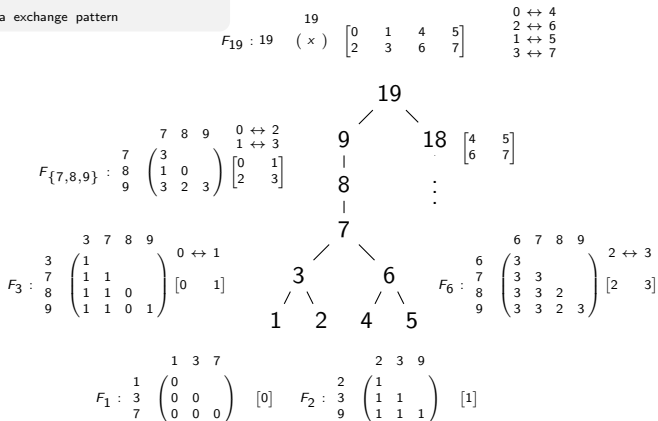 a exchange pattern
19
F19 : 19 ( x ) [ 0 1 4 5
2 3 6 7 ]
0 ↔ 4
2 ↔ 6
1 ↔ 5
3 ↔ 7
19
9 18 [ 4 5
6 7 ]
8 ⋮
7
3 6
1 2 4 5
7 8 9
F{7,8,9} :
7 ( 3
8 1 0
9 3 2 3 )
0 ↔ 2
1 ↔ 3
[ 0 1
2 3 ]
3 7 8 9
F3 :
3 ( 1
7 1 1
8 1 1 0
9 1 1 0 1 )
0 ↔ 1
[0 1]
6 7 8 9
F6 :
6 ( 3
7 3 3
8 3 3 2
9 3 3 2 3 )
2 ↔ 3
[2 3]
1 3 7
F1 :
1 ( 0
3 0 0
7 0 0 0 )
[0]
2 3 9
F2 :
2 ( 1
3 1 1
9 1 1 1 )
[1]